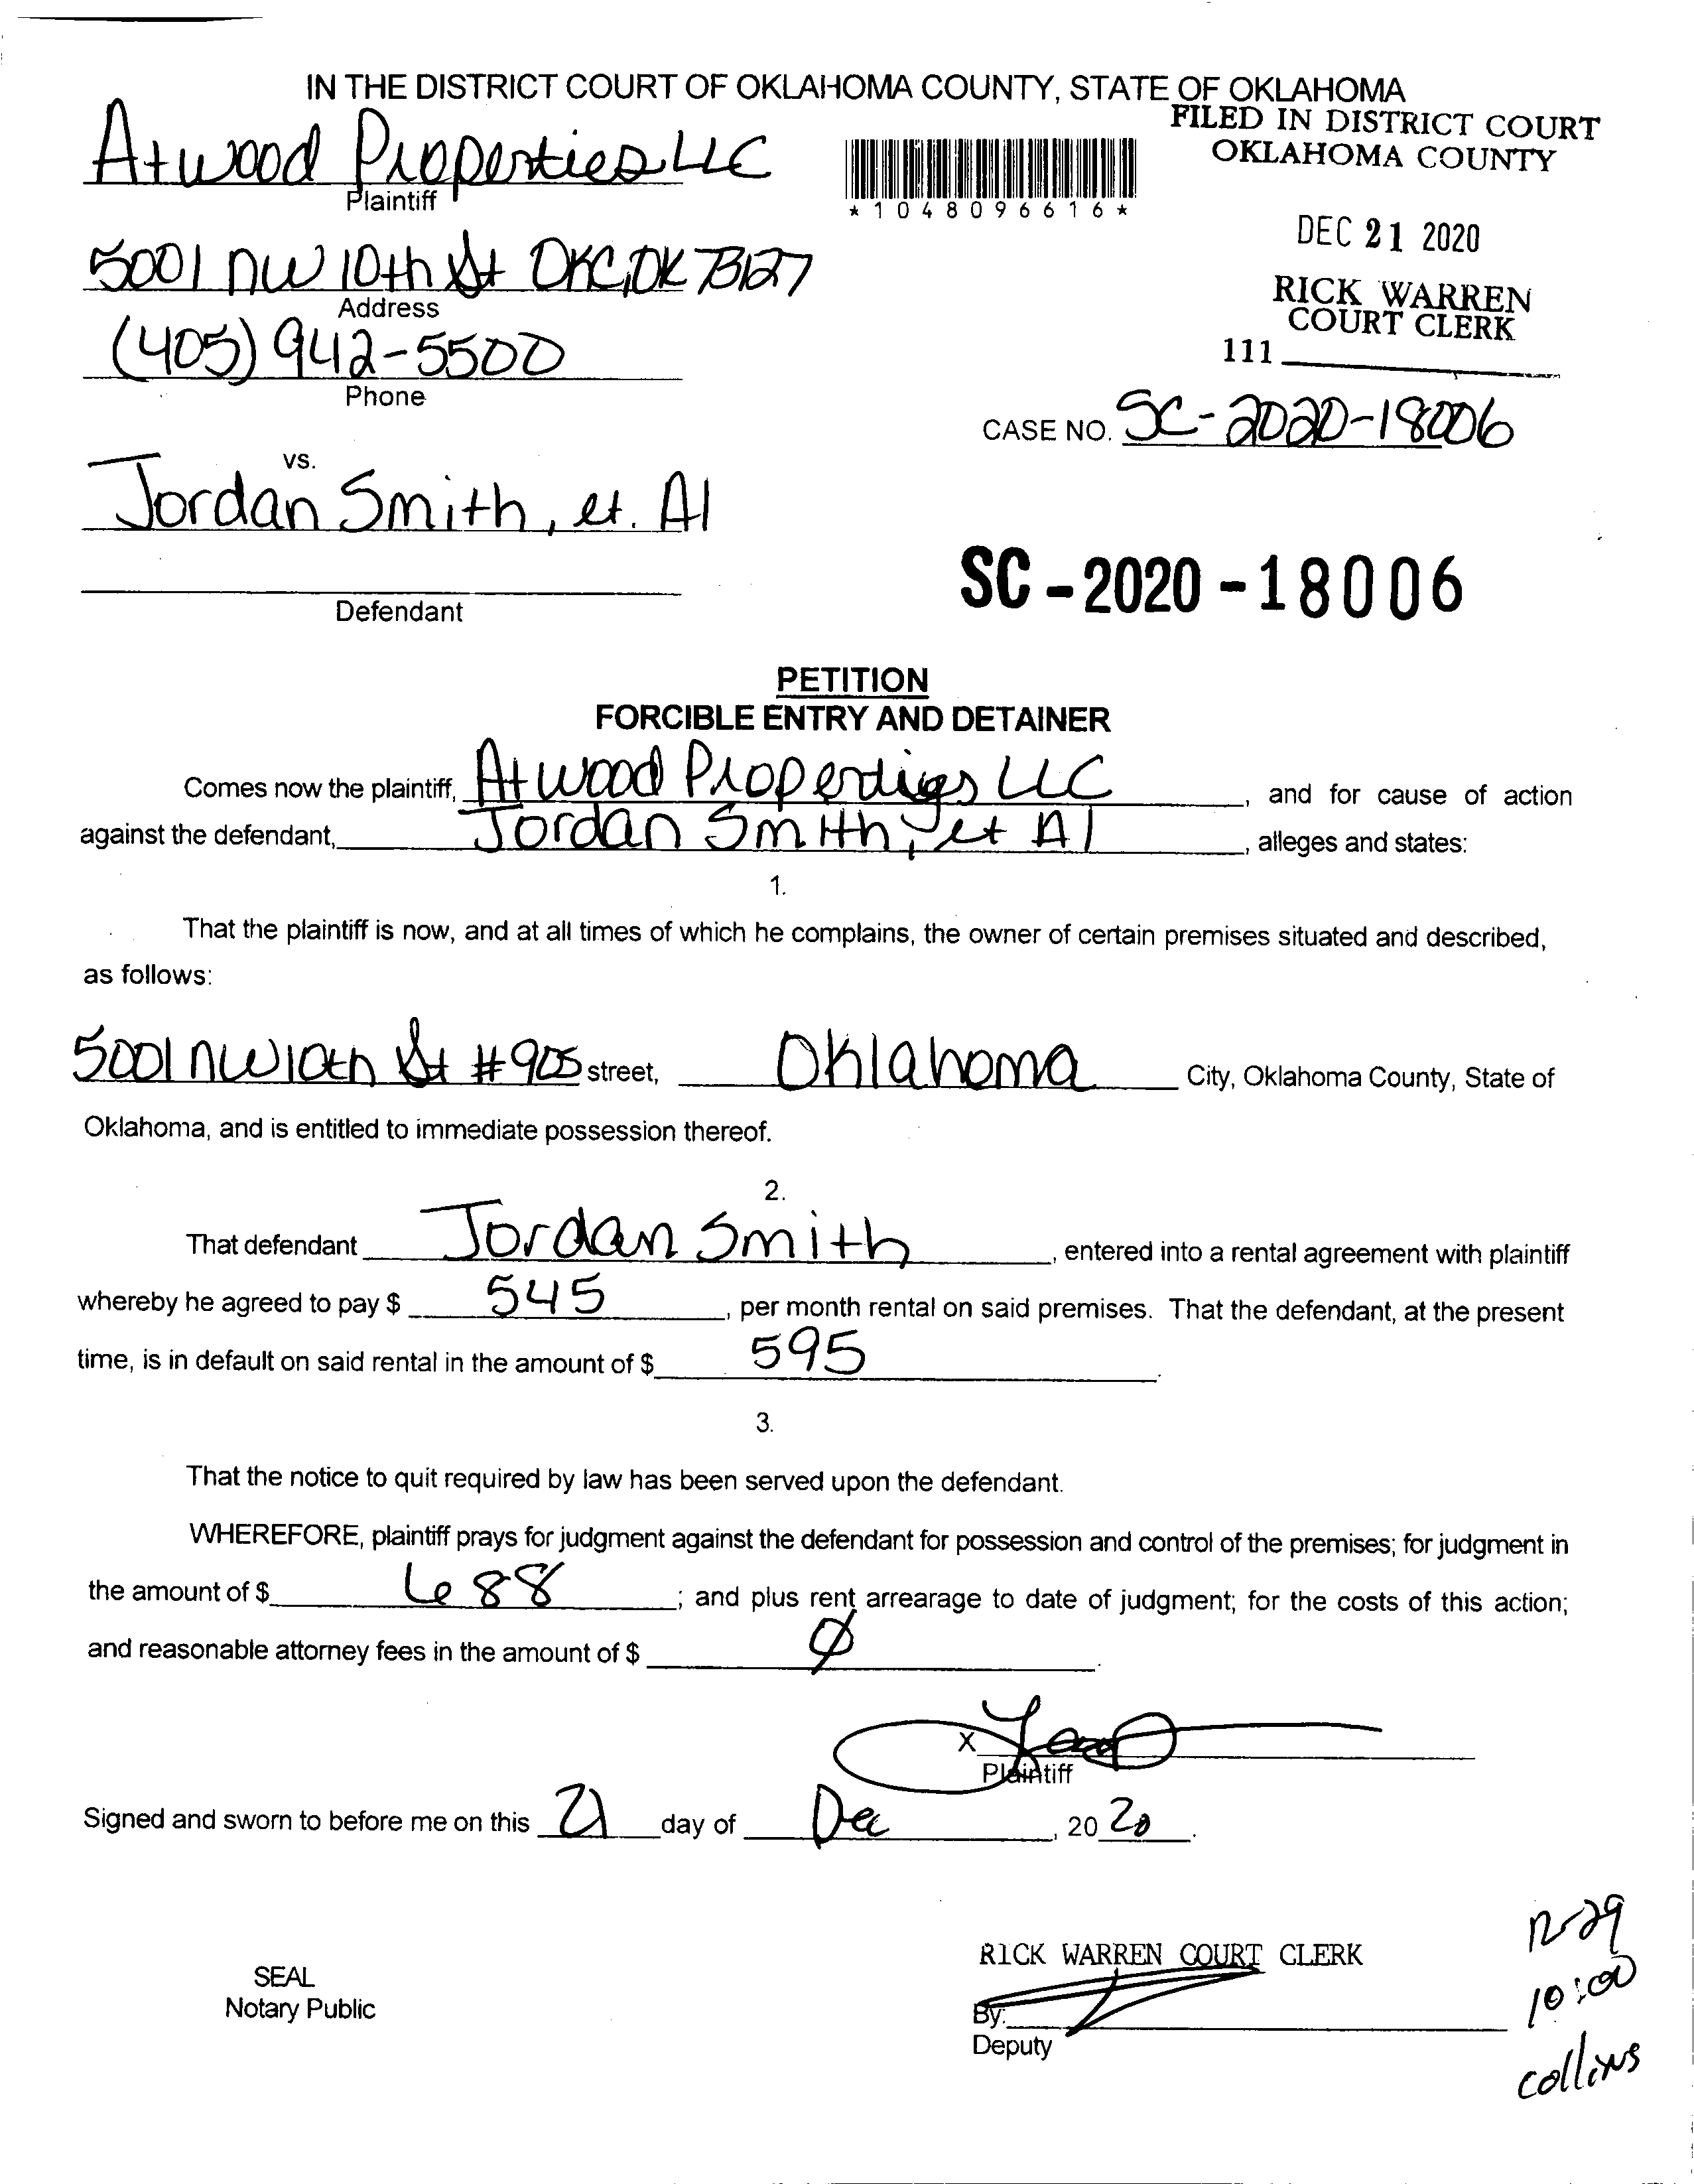 IN THE DISTRICT COURT OF OKLAHOMA COUNTY, STATE OF OKLAHOMA
FILED IN DISTRICT COURT
OKLAHOMA COUNTY
Atwood Properties LLC
Plaintiff
*1048096616*
DEC 21 2020
5001 NW 10th St OKC, OK 73127
Address
RICK WARREN
COURT CLERK
(405) 942-5500
Phone
111
CASE NO. SC-2020-18006
vs.
Jordan Smith, et. Al
SC-2020-18006
Defendant
PETITION
FORCIBLE ENTRY AND DETAINER
Comes now the plaintiff, Atwood Properties LLC, and for cause of action
against the defendant, Jordan Smith, et Al, alleges and states:
1.
That the plaintiff is now, and at all times of which he complains, the owner of certain premises situated and described,
as follows:
5001 NW 10th St #905 street, Oklahoma City, Oklahoma County, State of
Oklahoma, and is entitled to immediate possession thereof.
2.
That defendant Jordan Smith, entered into a rental agreement with plaintiff
whereby he agreed to pay $ 545, per month rental on said premises. That the defendant, at the present
time, is in default on said rental in the amount of $ 595.
3.
That the notice to quit required by law has been served upon the defendant.
WHEREFORE, plaintiff prays for judgment against the defendant for possession and control of the premises; for judgment in
the amount of $ 688; and plus rent arrearage to date of judgment; for the costs of this action;
and reasonable attorney fees in the amount of $ Ø.
X
Plaintiff
Signed and sworn to before me on this 21 day of Dec, 20 20.
12-29
10:00
collins
RICK WARREN COURT CLERK
SEAL
Notary Public
By:
Deputy